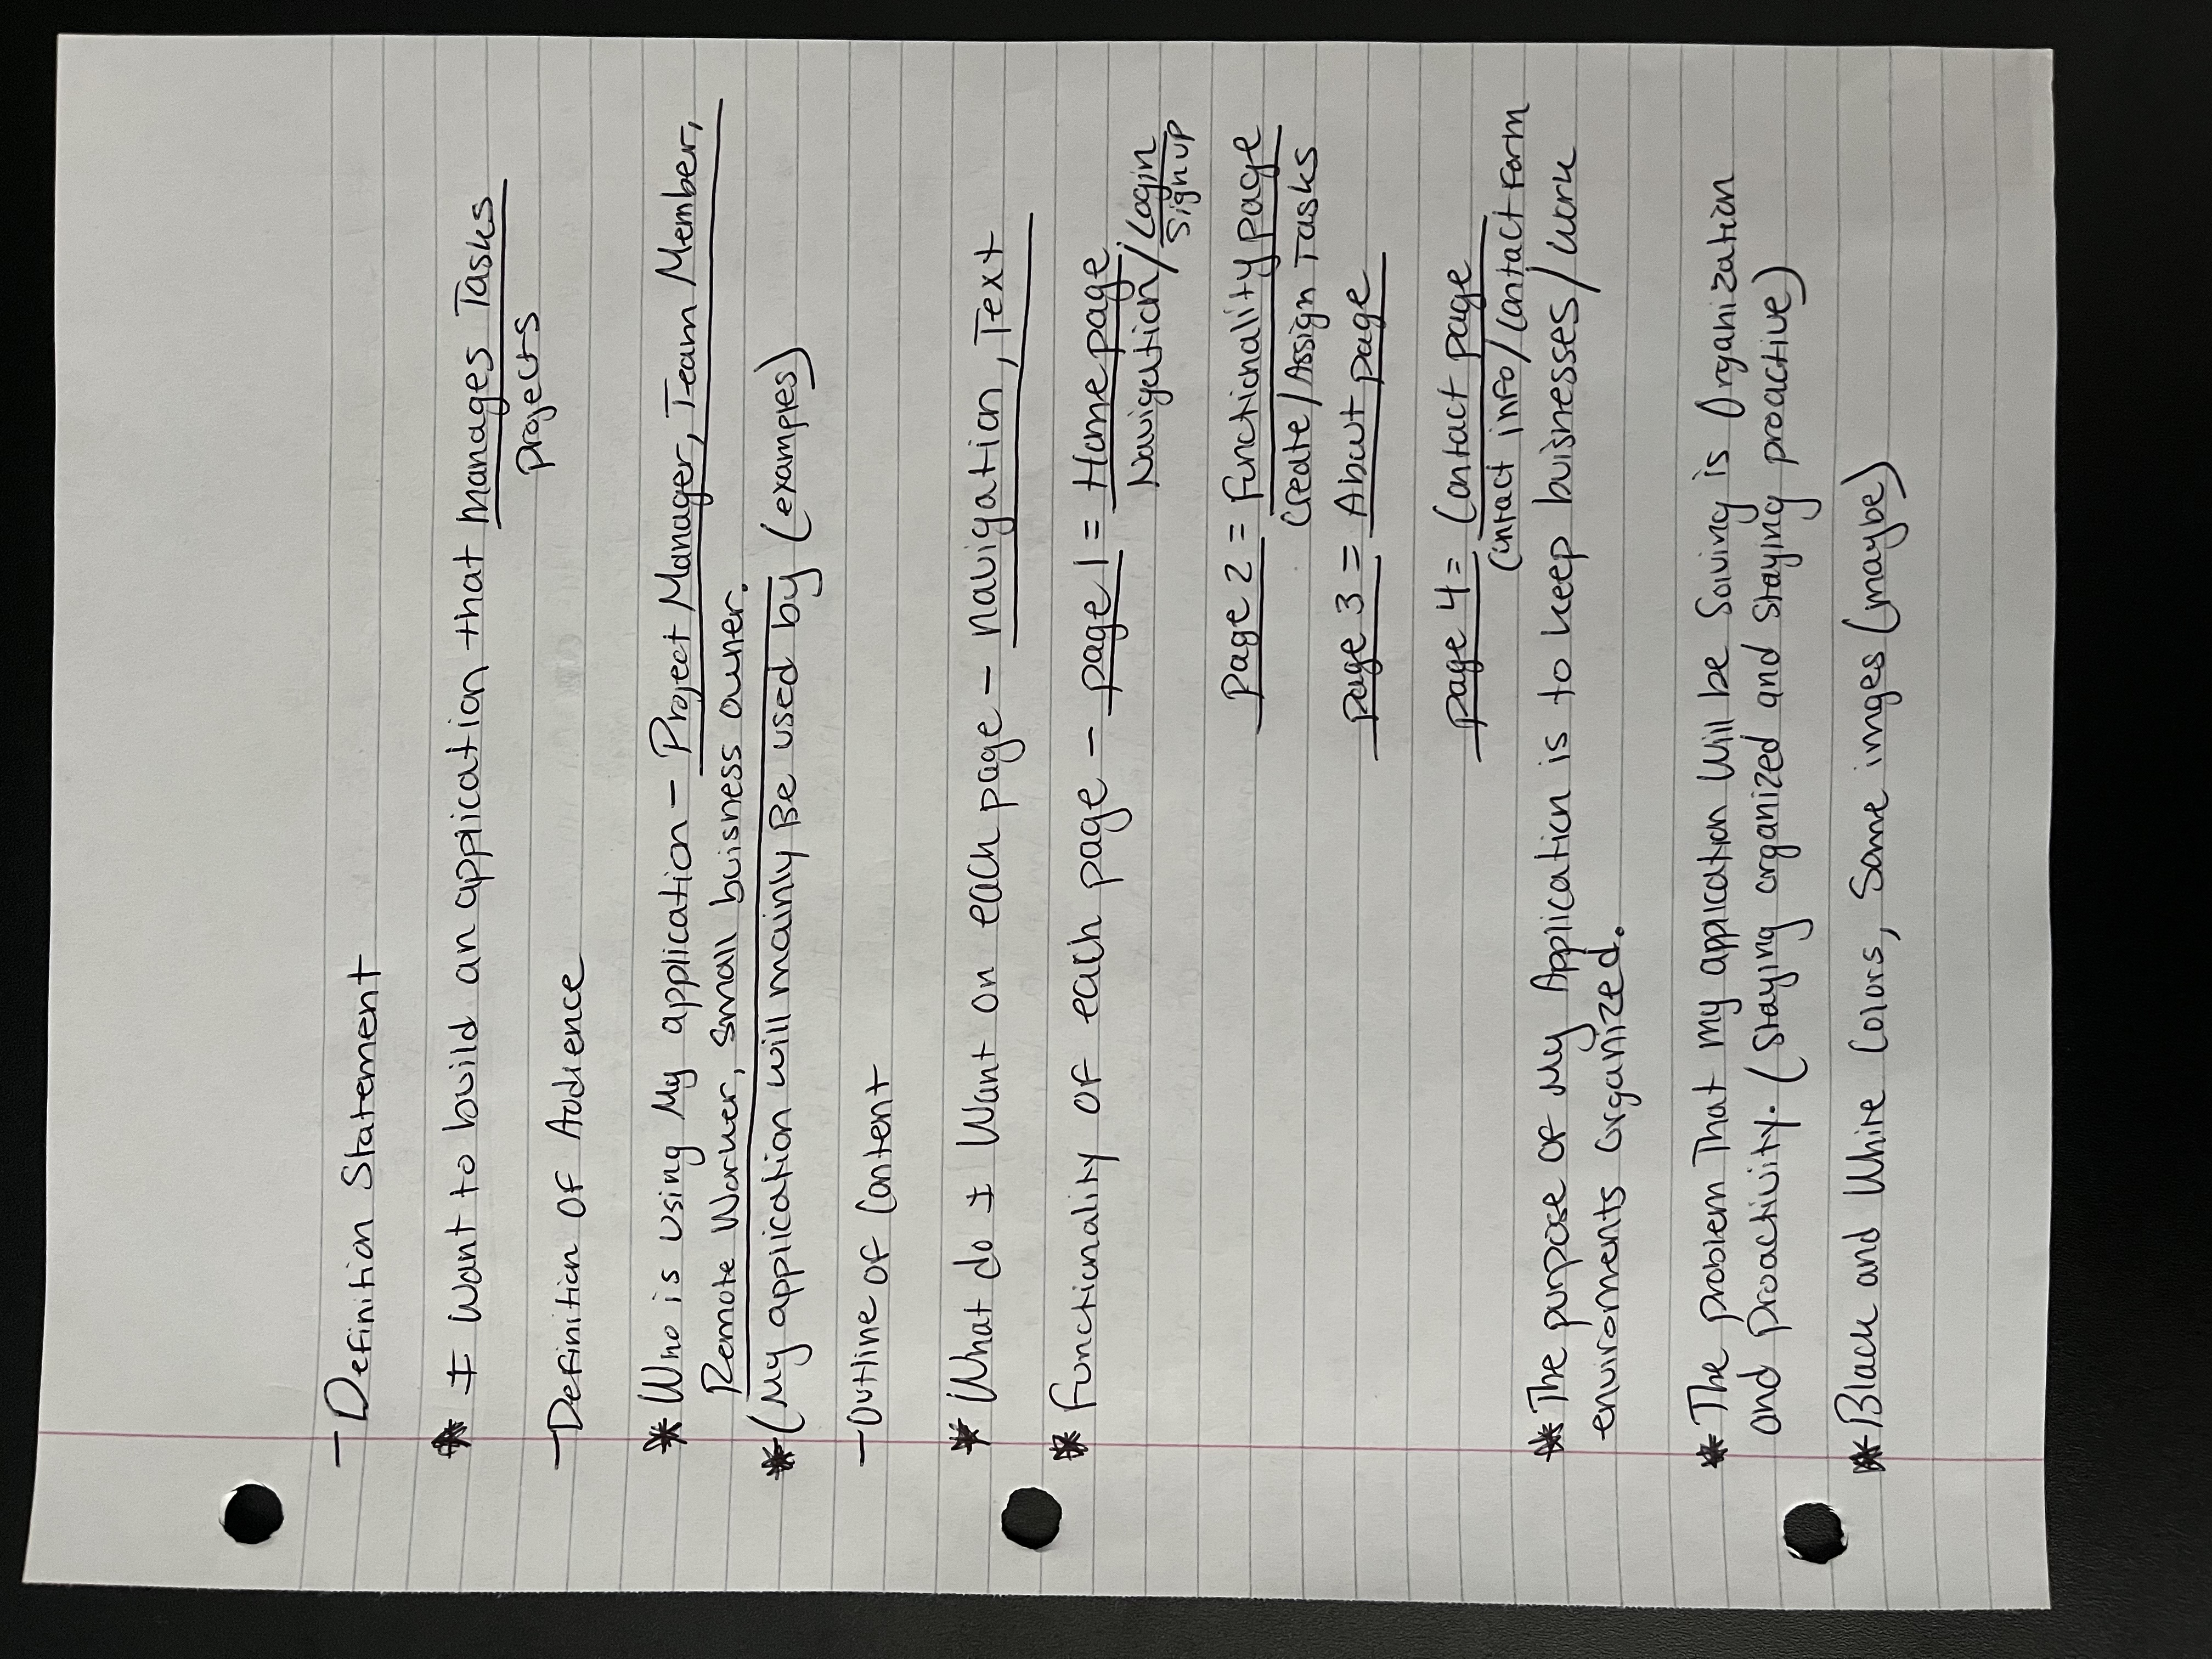 - Definition Statement
* I want to build an application that manages Tasks
projects
- Definition of Audience
* Who is using My application - Project Manager, Team Member,
Remote Worker, small buisness owner.
* (My application will mainly Be used by (examples)
- Outline of Content
* What do I Want on each page - navigation, Text
* Functionality of each page - page 1 = Home page.
Navigation/Login
Sign up
page 2 = functionality page
Create/Assign Tasks
page 3 = About page
page 4 = Contact page
Contact info/Contact Form
* The purpose of My Application is to keep buisnesses/work
enviroments organized.
* The problem That my application Will be Solving is Organization
and Proactivity. (Staying organized and Staying proactive)
* Black and White Colors, Some imges (maybe)